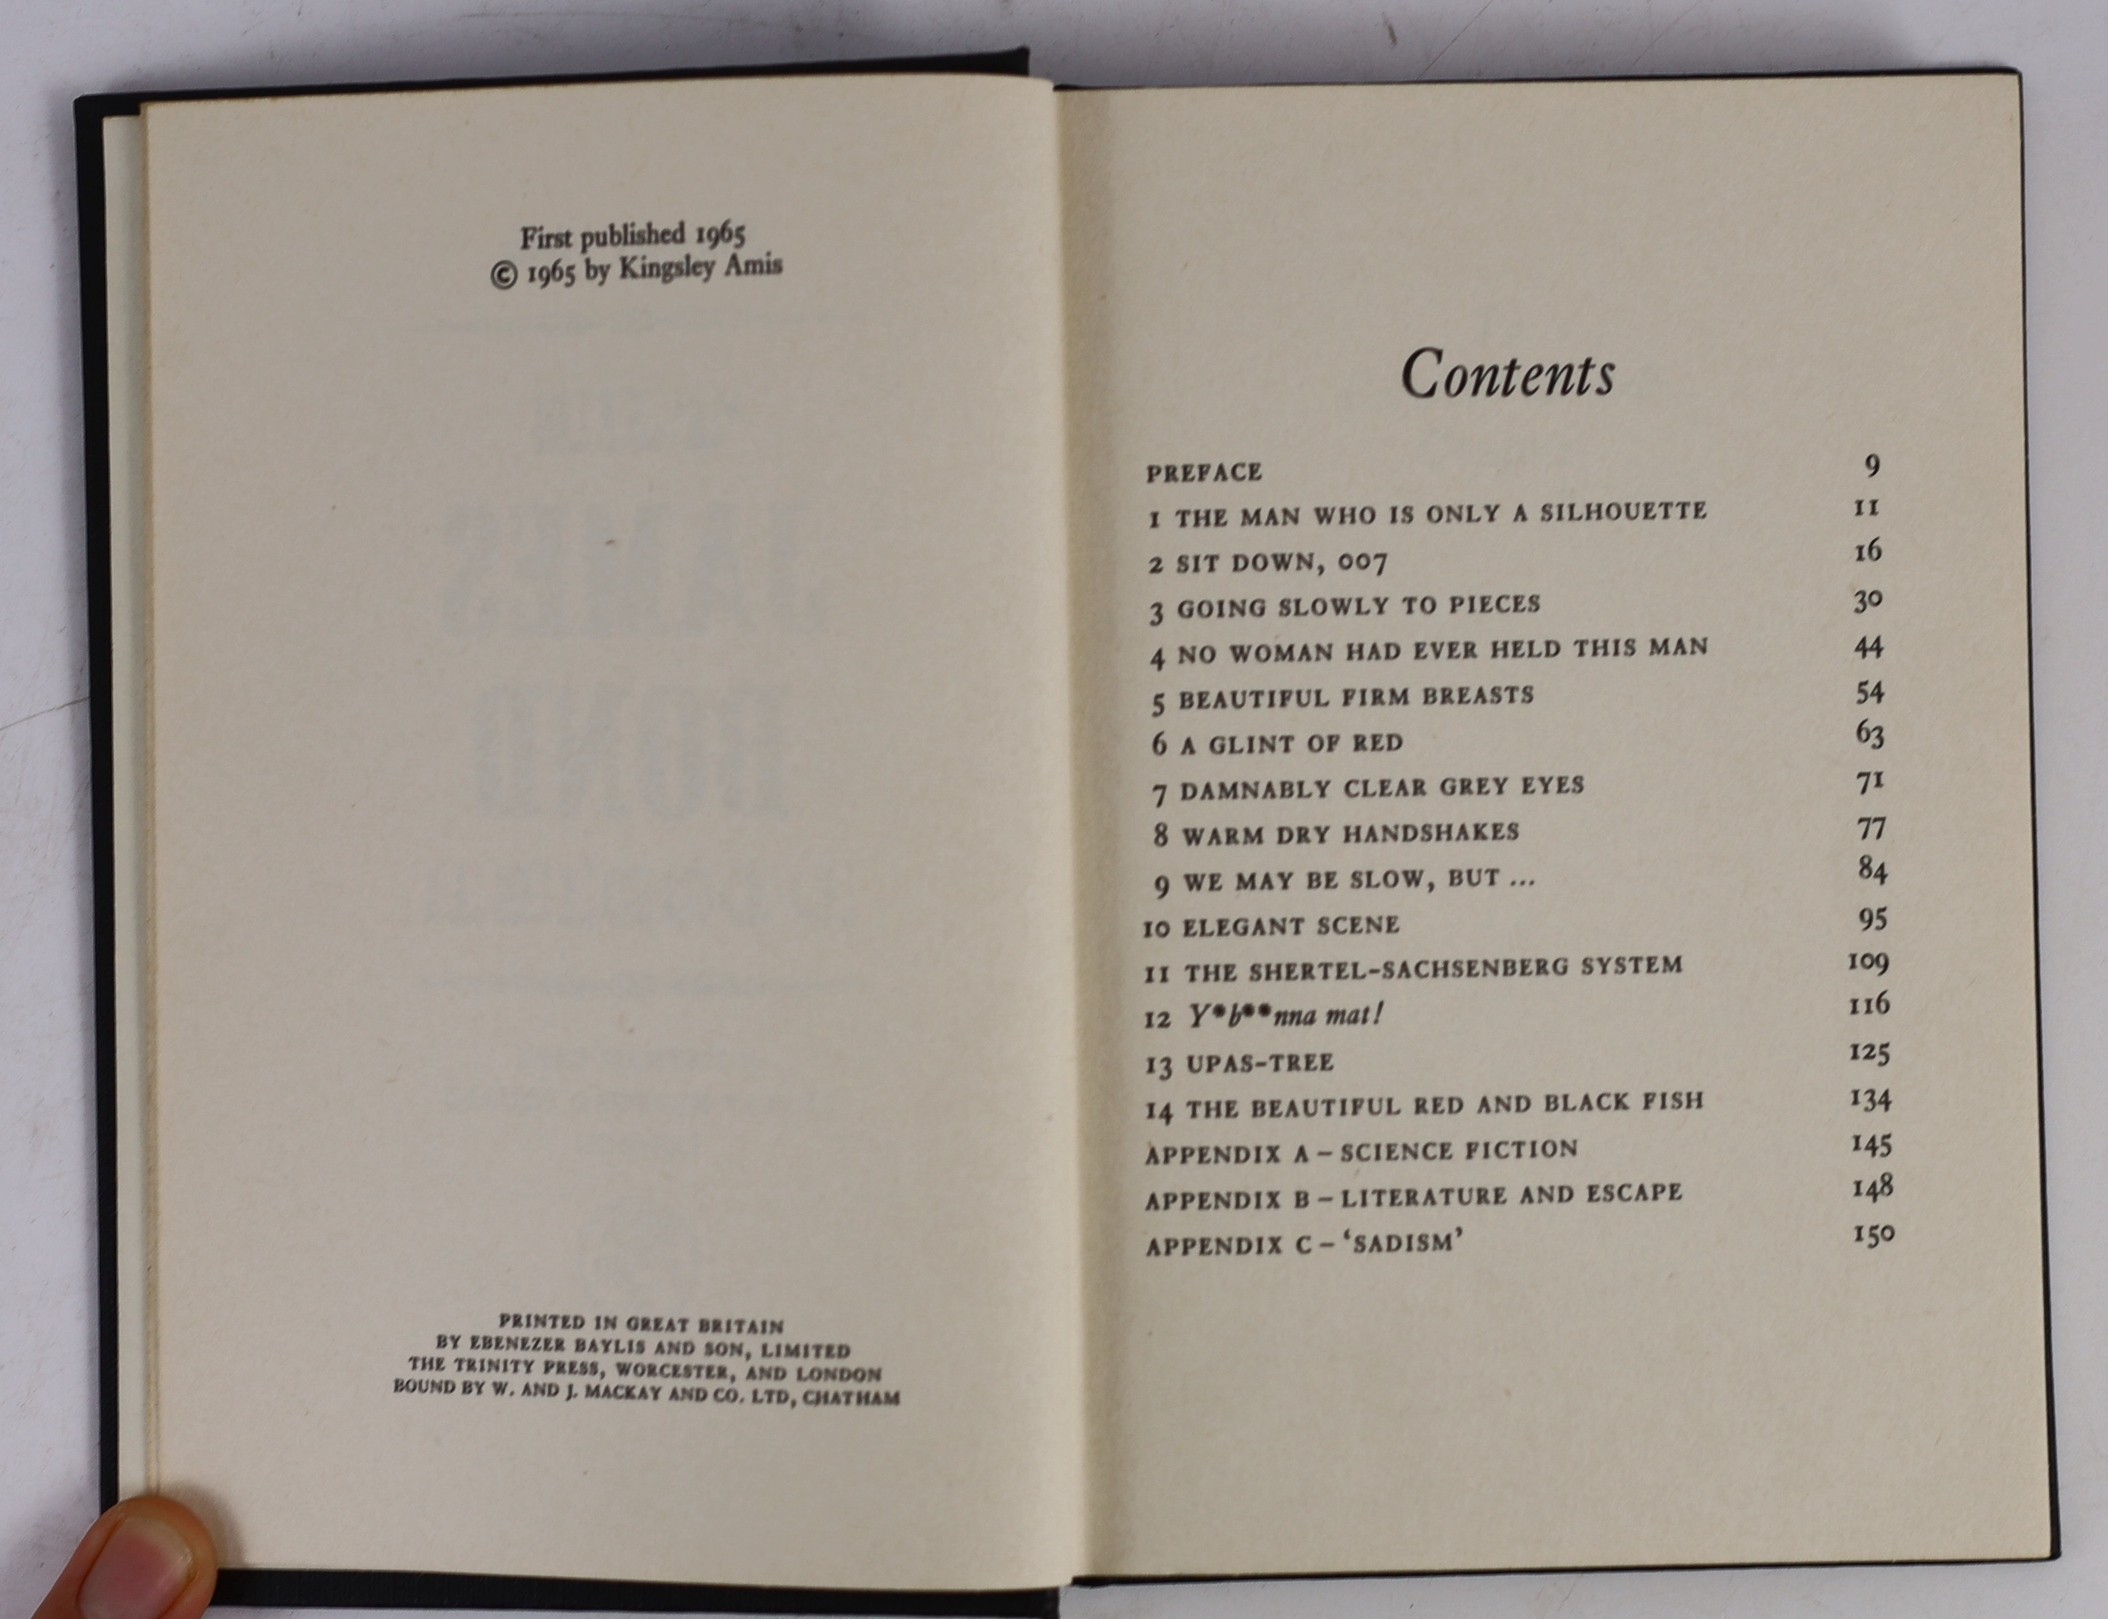 First published 1965
© 1965 by Kingsley Amis
PRINTED IN GREAT BRITAIN
BY EBENEZER BAYLIS AND SON, LIMITED
THE TRINITY PRESS, WORCESTER, AND LONDON
BOUND BY W. AND J. MACKAY AND CO. LTD, CHATHAM
Contents
PREFACE 9
1 THE MAN WHO IS ONLY A SILHOUETTE 11
2 SIT DOWN, 007 16
3 GOING SLOWLY TO PIECES 30
4 NO WOMAN HAD EVER HELD THIS MAN 44
5 BEAUTIFUL FIRM BREASTS 54
6 A GLINT OF RED 63
7 DAMNABLY CLEAR GREY EYES 71
8 WARM DRY HANDSHAKES 77
9 WE MAY BE SLOW, BUT ... 84
10 ELEGANT SCENE 95
11 THE SHERTEL-SACHSENBERG SYSTEM 109
12 Y*b**nna mat! 116
13 UPAS-TREE 125
14 THE BEAUTIFUL RED AND BLACK FISH 134
APPENDIX A – SCIENCE FICTION 145
APPENDIX B – LITERATURE AND ESCAPE 148
APPENDIX C – ‘SADISM’ 150